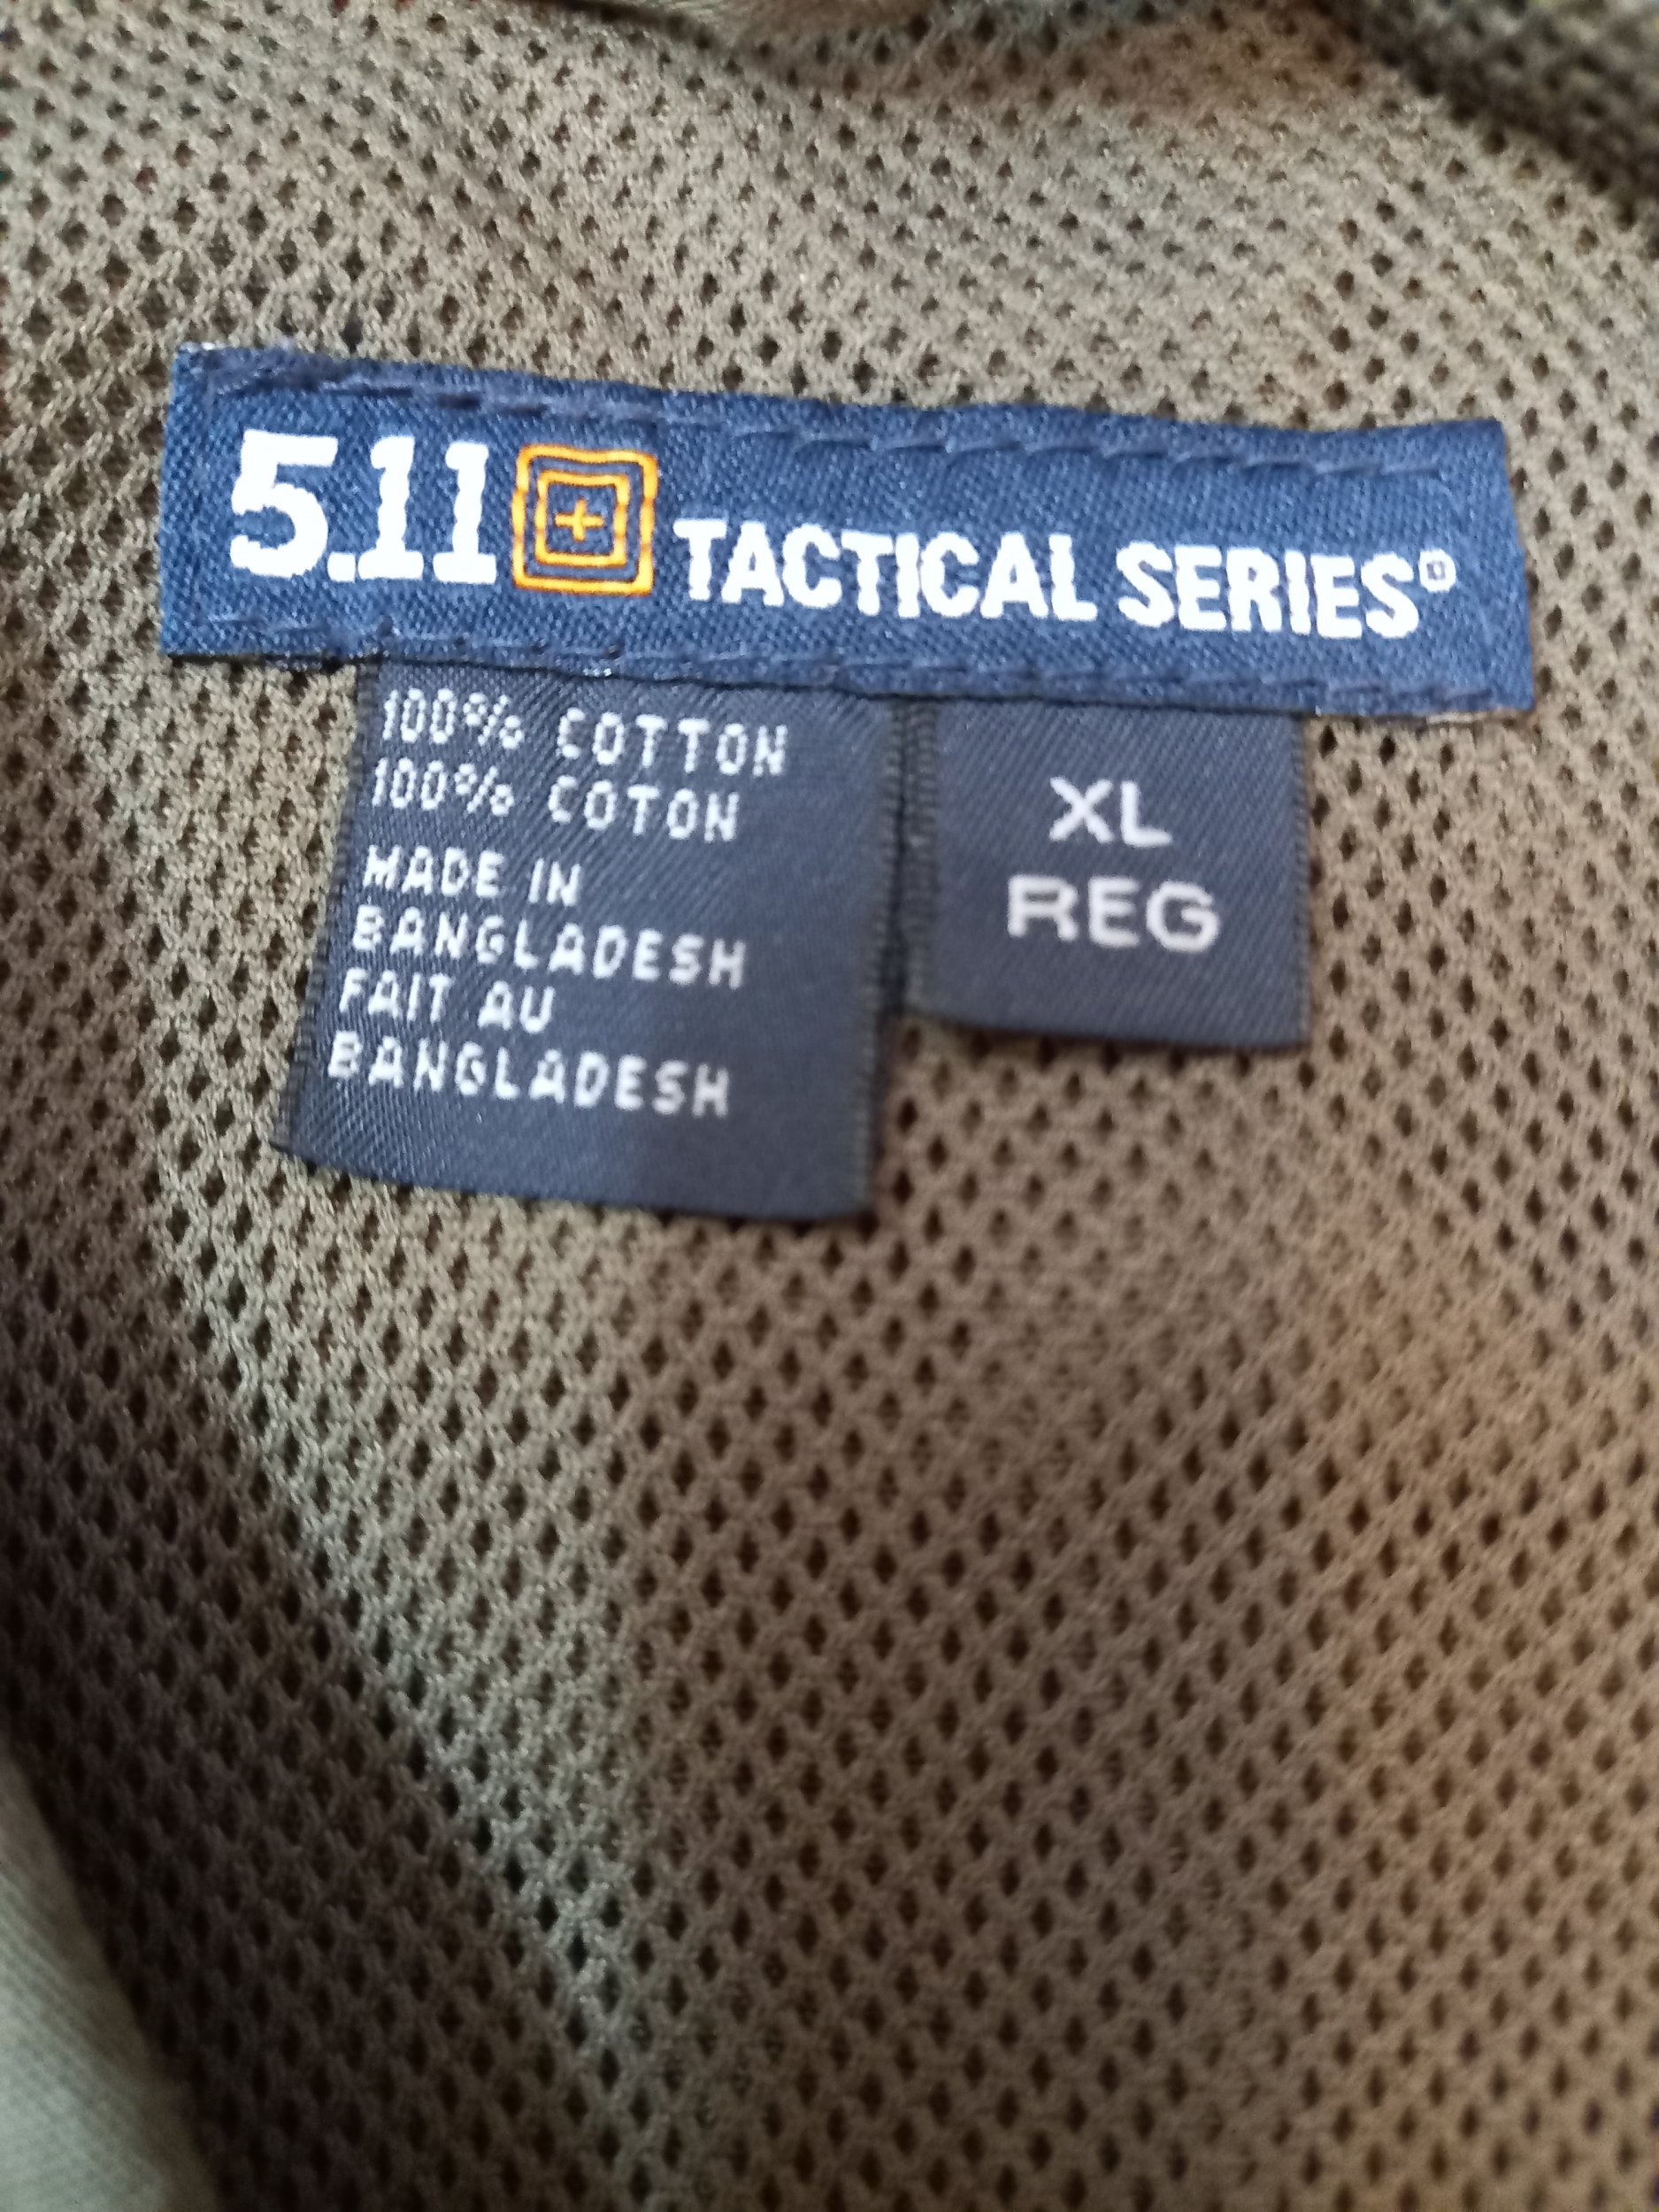 5.11 TACTICAL SERIES®
100% COTTON
100% COTON
MADE IN
BANGLADESH
FAIT AU
BANGLADESH
XL
REG